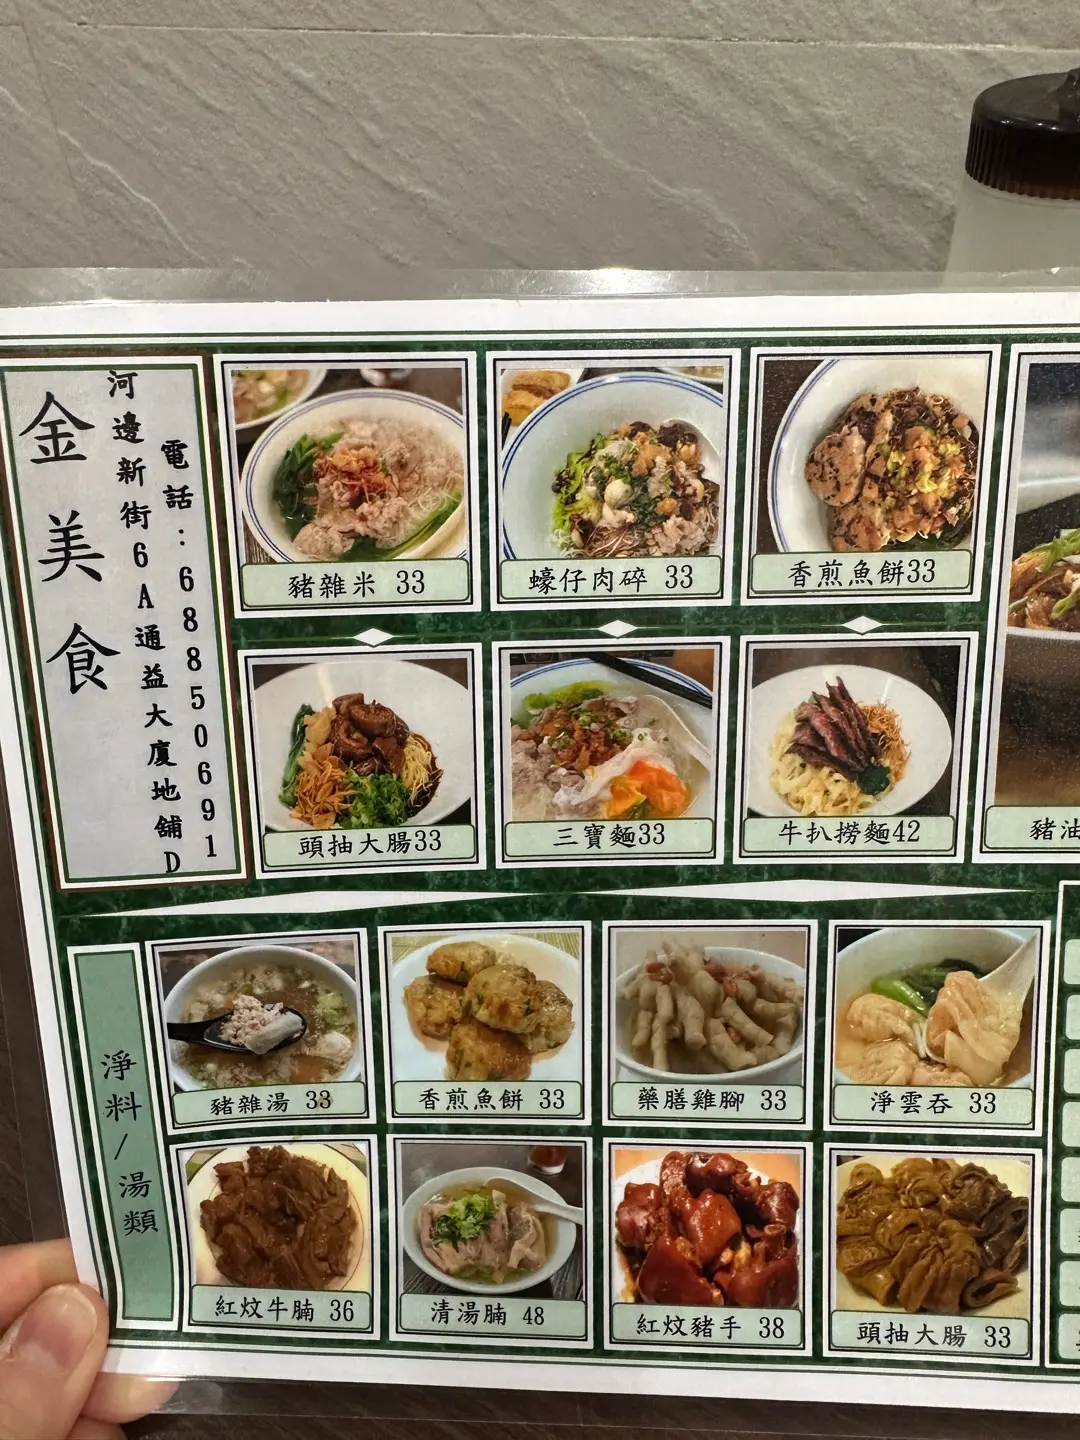 金美食
河邊新街6A通益大廈地舖D
電話:68850691
豬雜米 33
蠔仔肉碎 33
香煎魚餅33
頭抽大腸33
三寶麵33
牛扒撈麵42
豬油
淨料/湯類
豬雜湯 33
香煎魚餅 33
藥膳雞腳 33
淨雲吞 33
紅炆牛腩 36
清湯腩 48
紅炆豬手 38
頭抽大腸 33